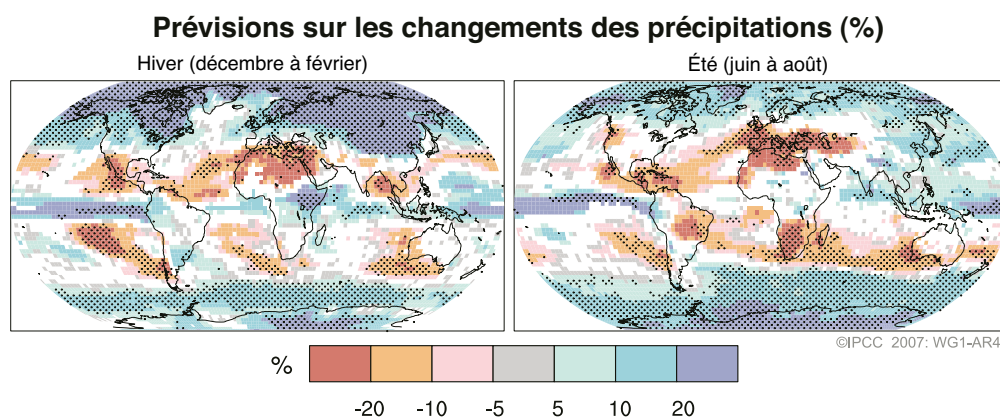 Prévisions sur les changements des précipitations (%)
Hiver (décembre à février)
Été (juin à août)
©IPCC 2007: WG1-AR4
%
-20 -10 -5 5 10 20